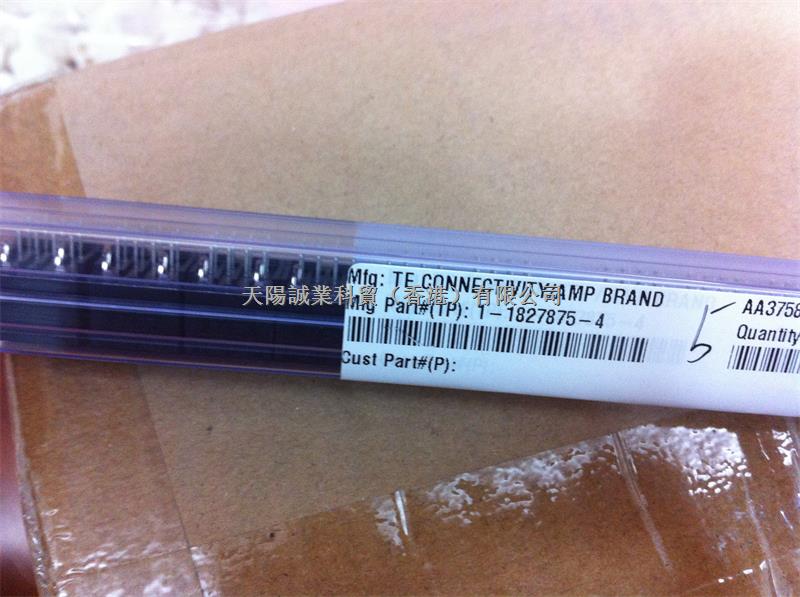 Mfg: TE CONNECTIVITY/AMP BRAND
天陽誠業科貿（香港）有限公司
Mfg Part#(TP): 1-1827875-4
Cust Part#(P):
5
AA3758
Quantity